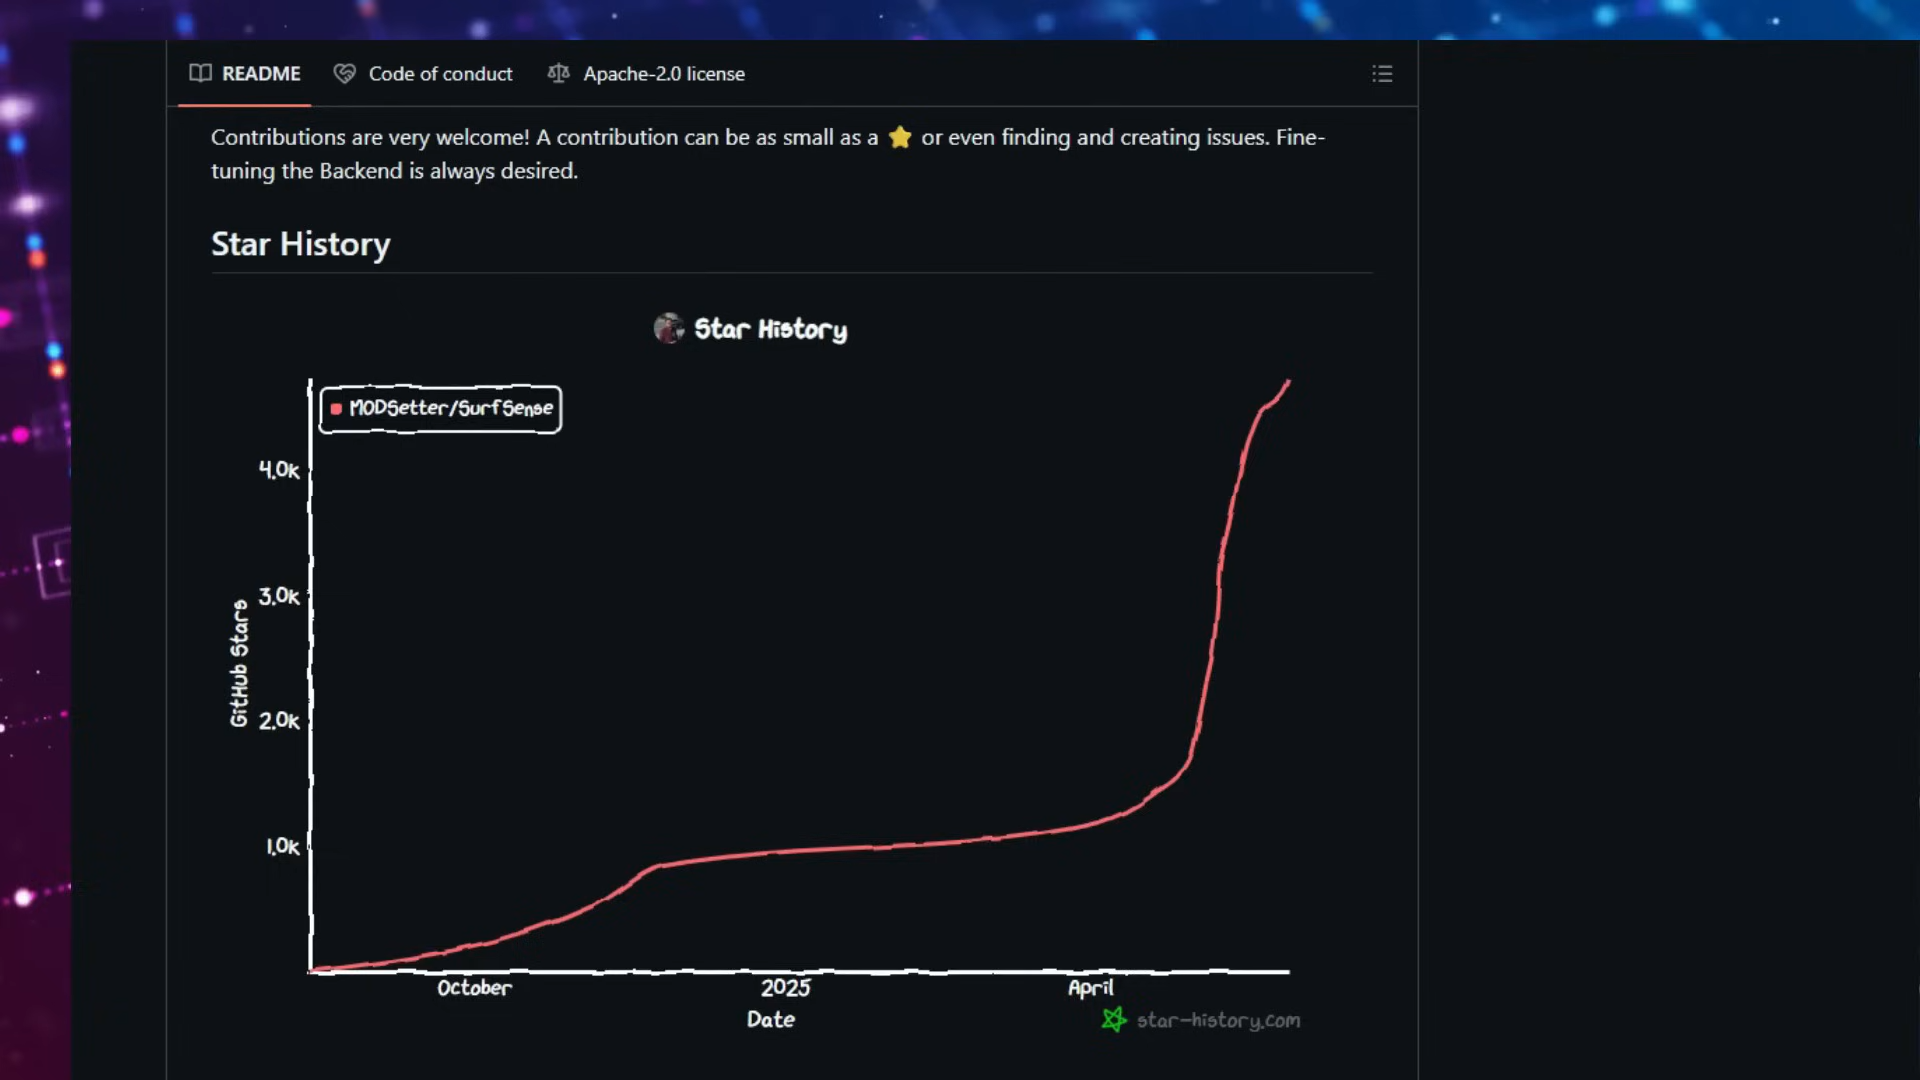 README Code of conduct Apache-2.0 license
Contributions are very welcome! A contribution can be as small as a ⭐ or even finding and creating issues. Fine-
tuning the Backend is always desired.
Star History
Star History
MODSetter/SurfSense
4.0k
3.0k
GitHub Stars
2.0k
1.0k
October 2025 April
Date
star-history.com